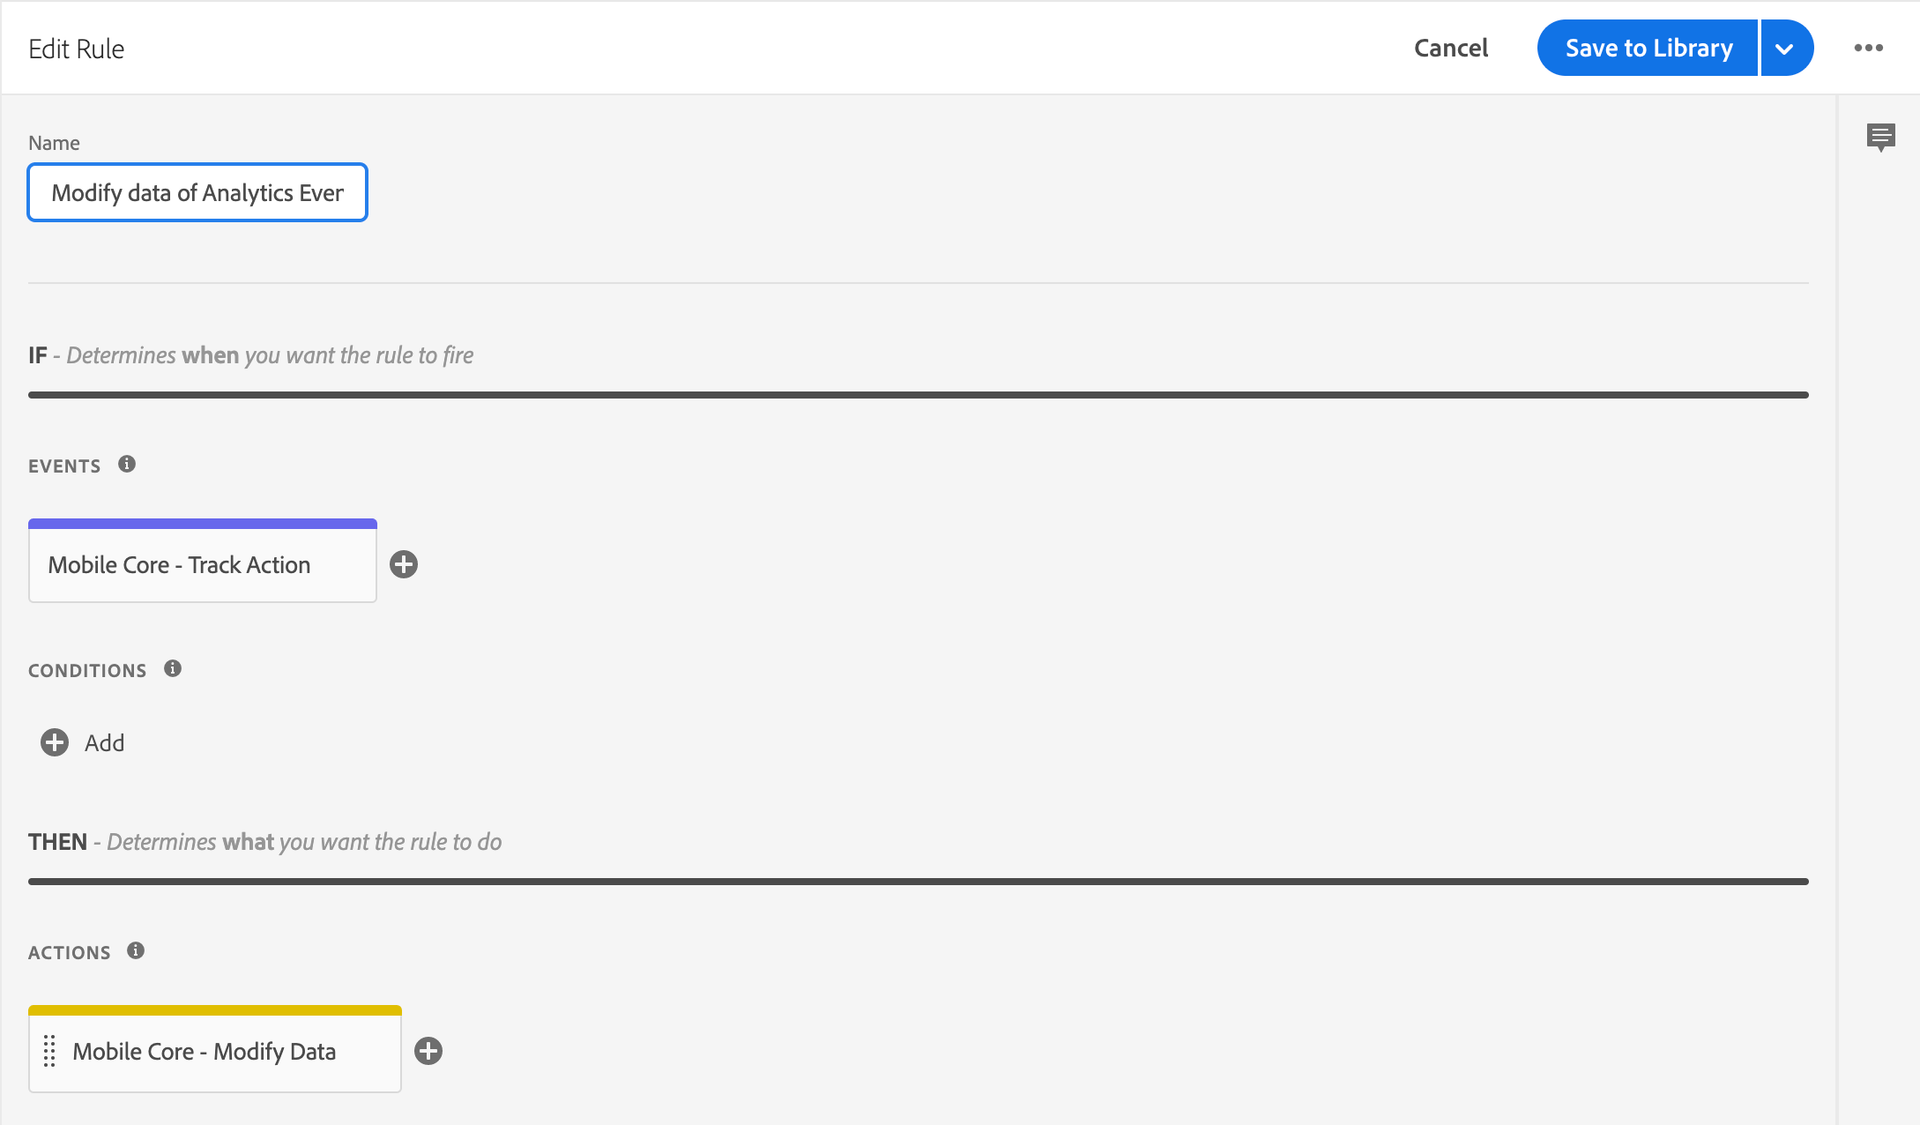 Edit Rule
Cancel
Save to Library
Name
Modify data of Analytics
IF - Determines when you want the rule to fire
EVENTS
Mobile Core - Track Action
CONDITIONS
Add
THEN - Determines what you want the rule to do
ACTIONS
Mobile Core - Modify Data